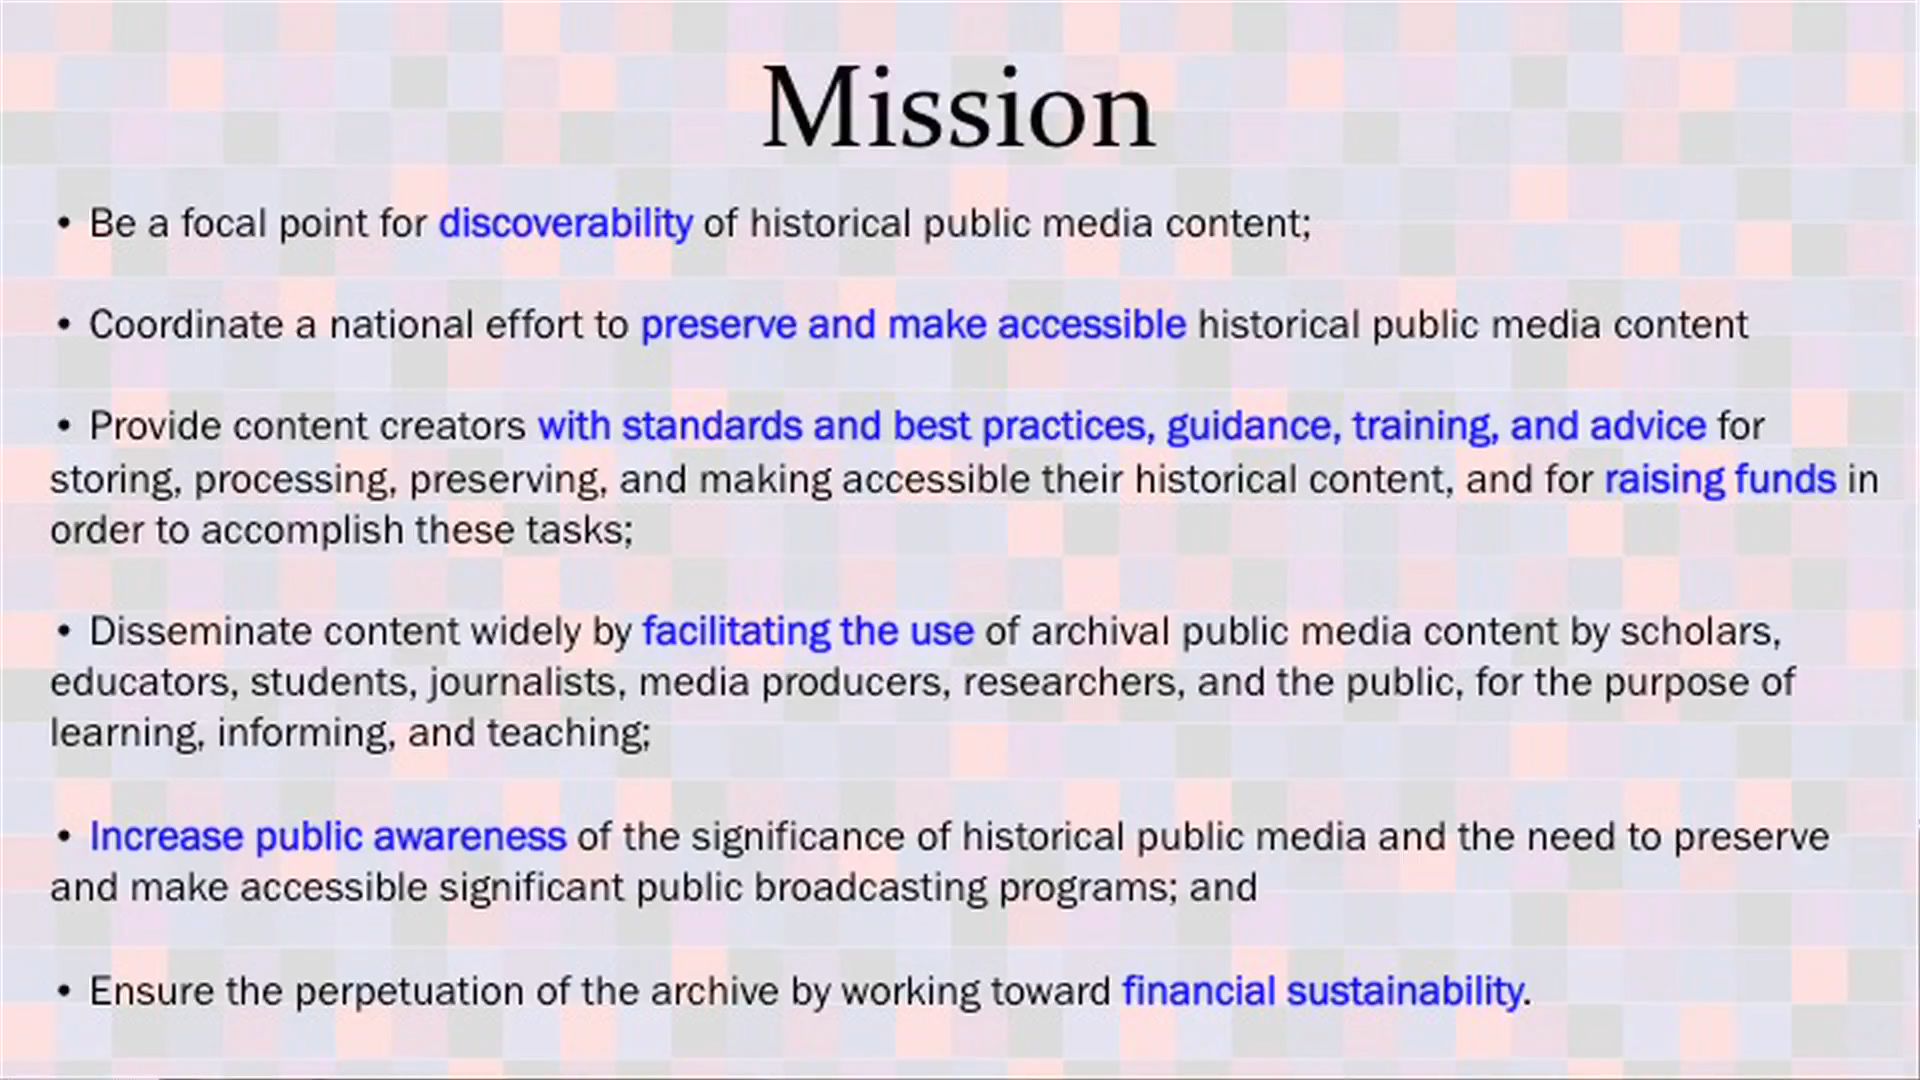 Mission
• Be a focal point for discoverability of historical public media content;
• Coordinate a national effort to preserve and make accessible historical public media content
• Provide content creators with standards and best practices, guidance, training, and advice for
storing, processing, preserving, and making accessible their historical content, and for raising funds in
order to accomplish these tasks;
• Disseminate content widely by facilitating the use of archival public media content by scholars,
educators, students, journalists, media producers, researchers, and the public, for the purpose of
learning, informing, and teaching;
• Increase public awareness of the significance of historical public media and the need to preserve
and make accessible significant public broadcasting programs; and
• Ensure the perpetuation of the archive by working toward financial sustainability.